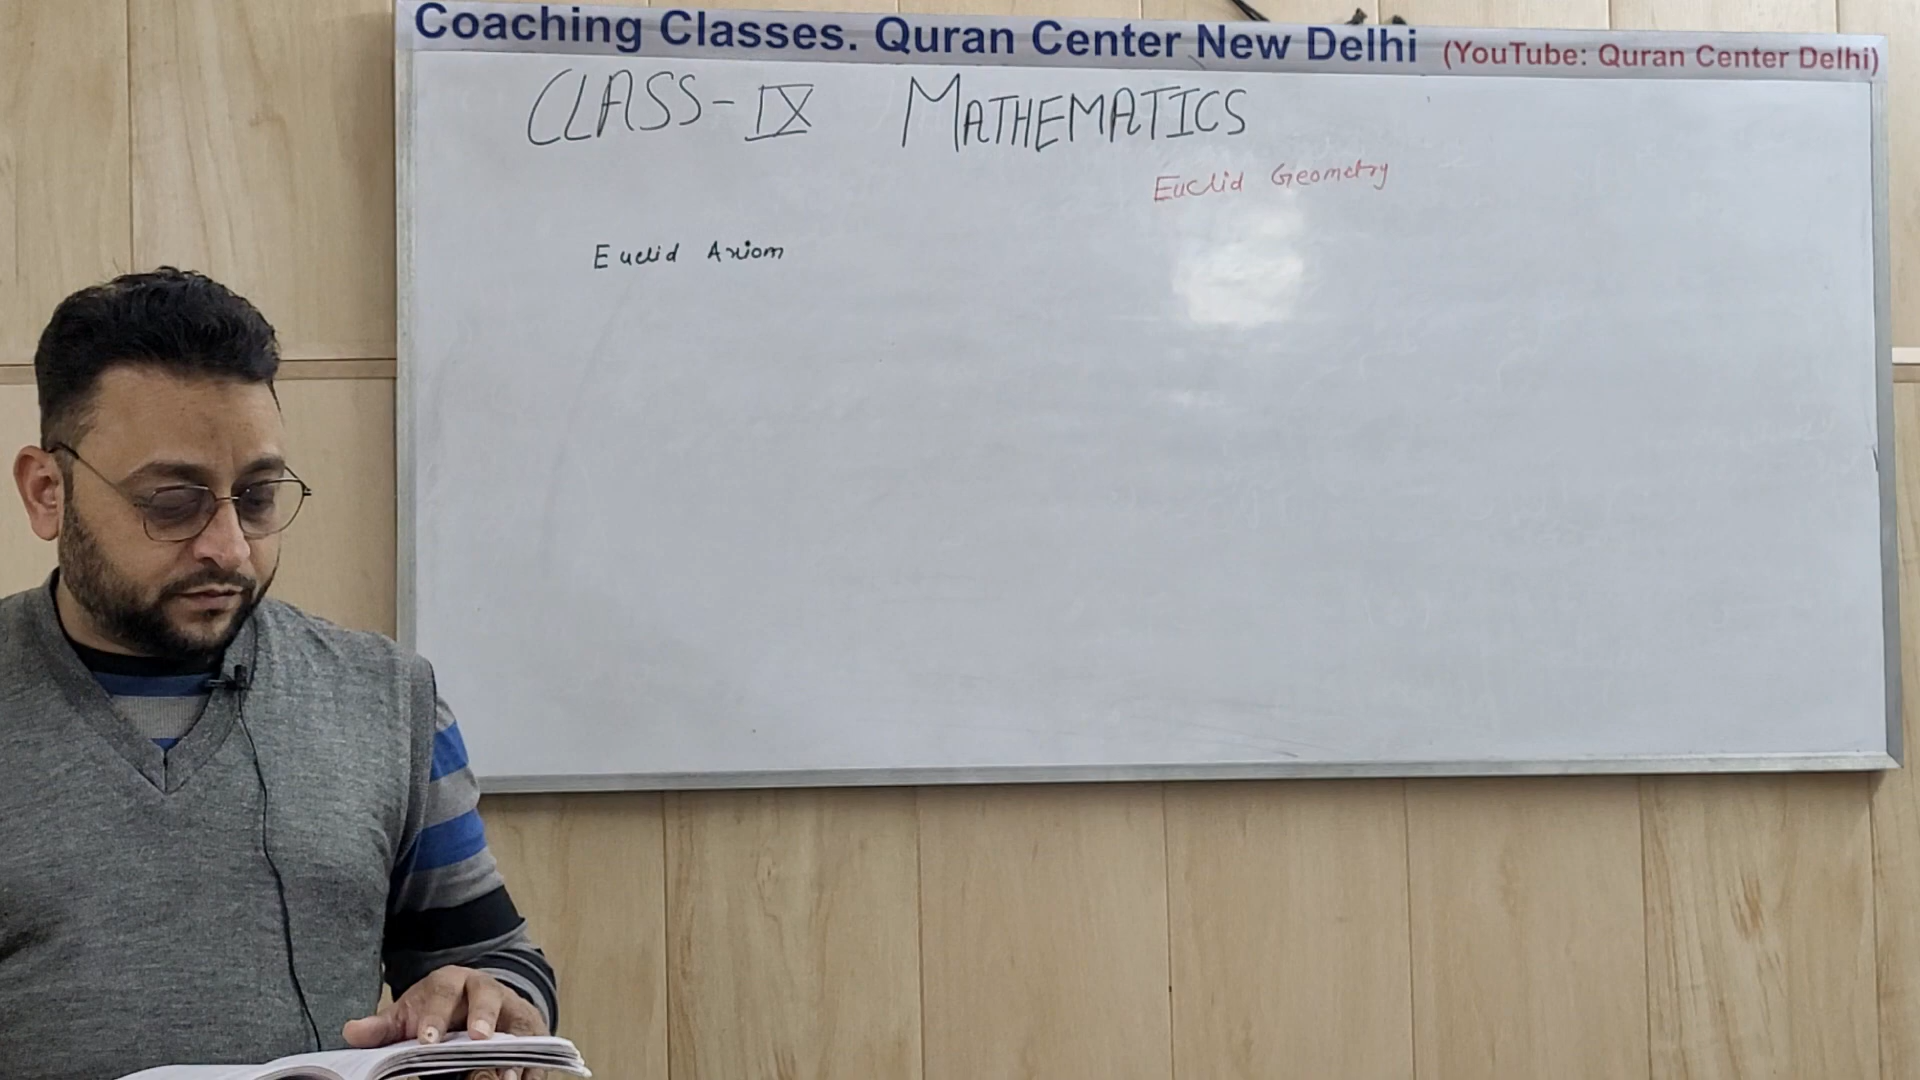 Coaching Classes. Quran Center New Delhi (YouTube: Quran Center Delhi)
CLASS-IX MATHEMATICS
Euclid Geometry
Euclid Axiom